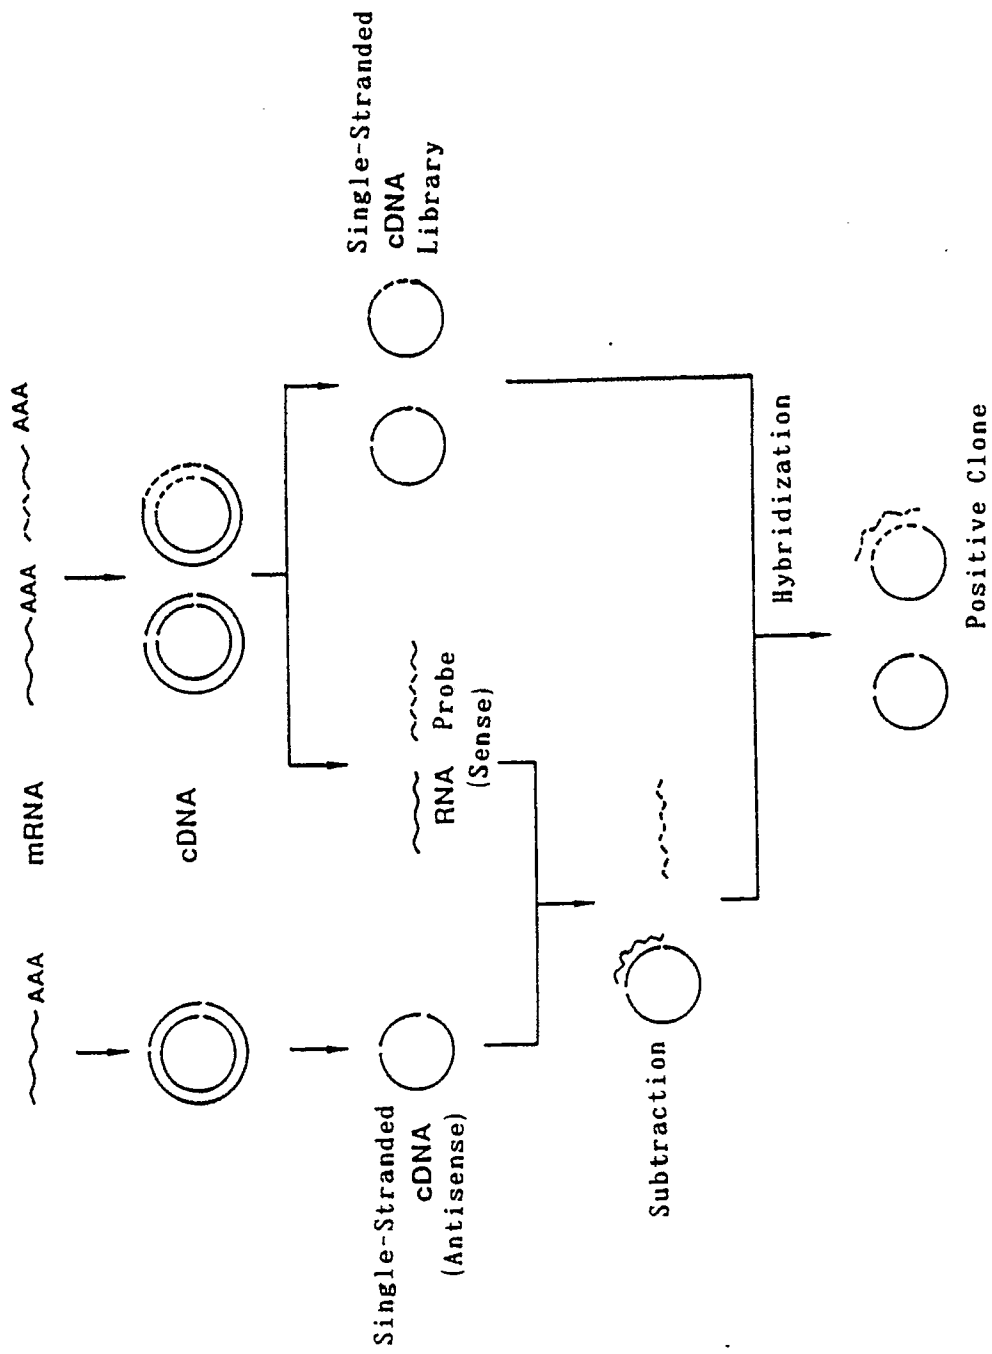 AAA
mRNA
AAA
AAA
cDNA
Single-Stranded
cDNA
(Antisense)
RNA Probe
(Sense)
Single-Stranded
cDNA
Library
Subtraction
Hybridization
Positive Clone